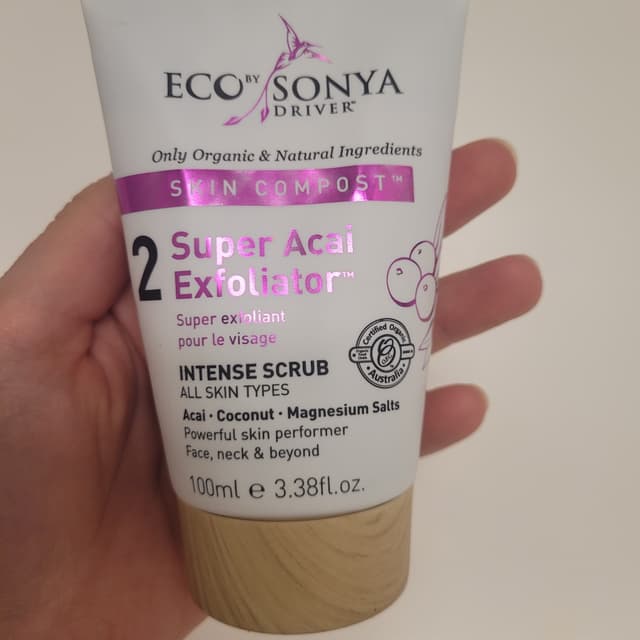 ECO BY SONYA
DRIVER™
Only Organic & Natural Ingredients
SKIN COMPOST™
2 Super Acai
Exfoliator™
Super exfoliant
pour le visage
INTENSE SCRUB
ALL SKIN TYPES
Certified Organic
Australia
Acai • Coconut • Magnesium Salts
Powerful skin performer
Face, neck & beyond
100ml e 3.38fl.oz.